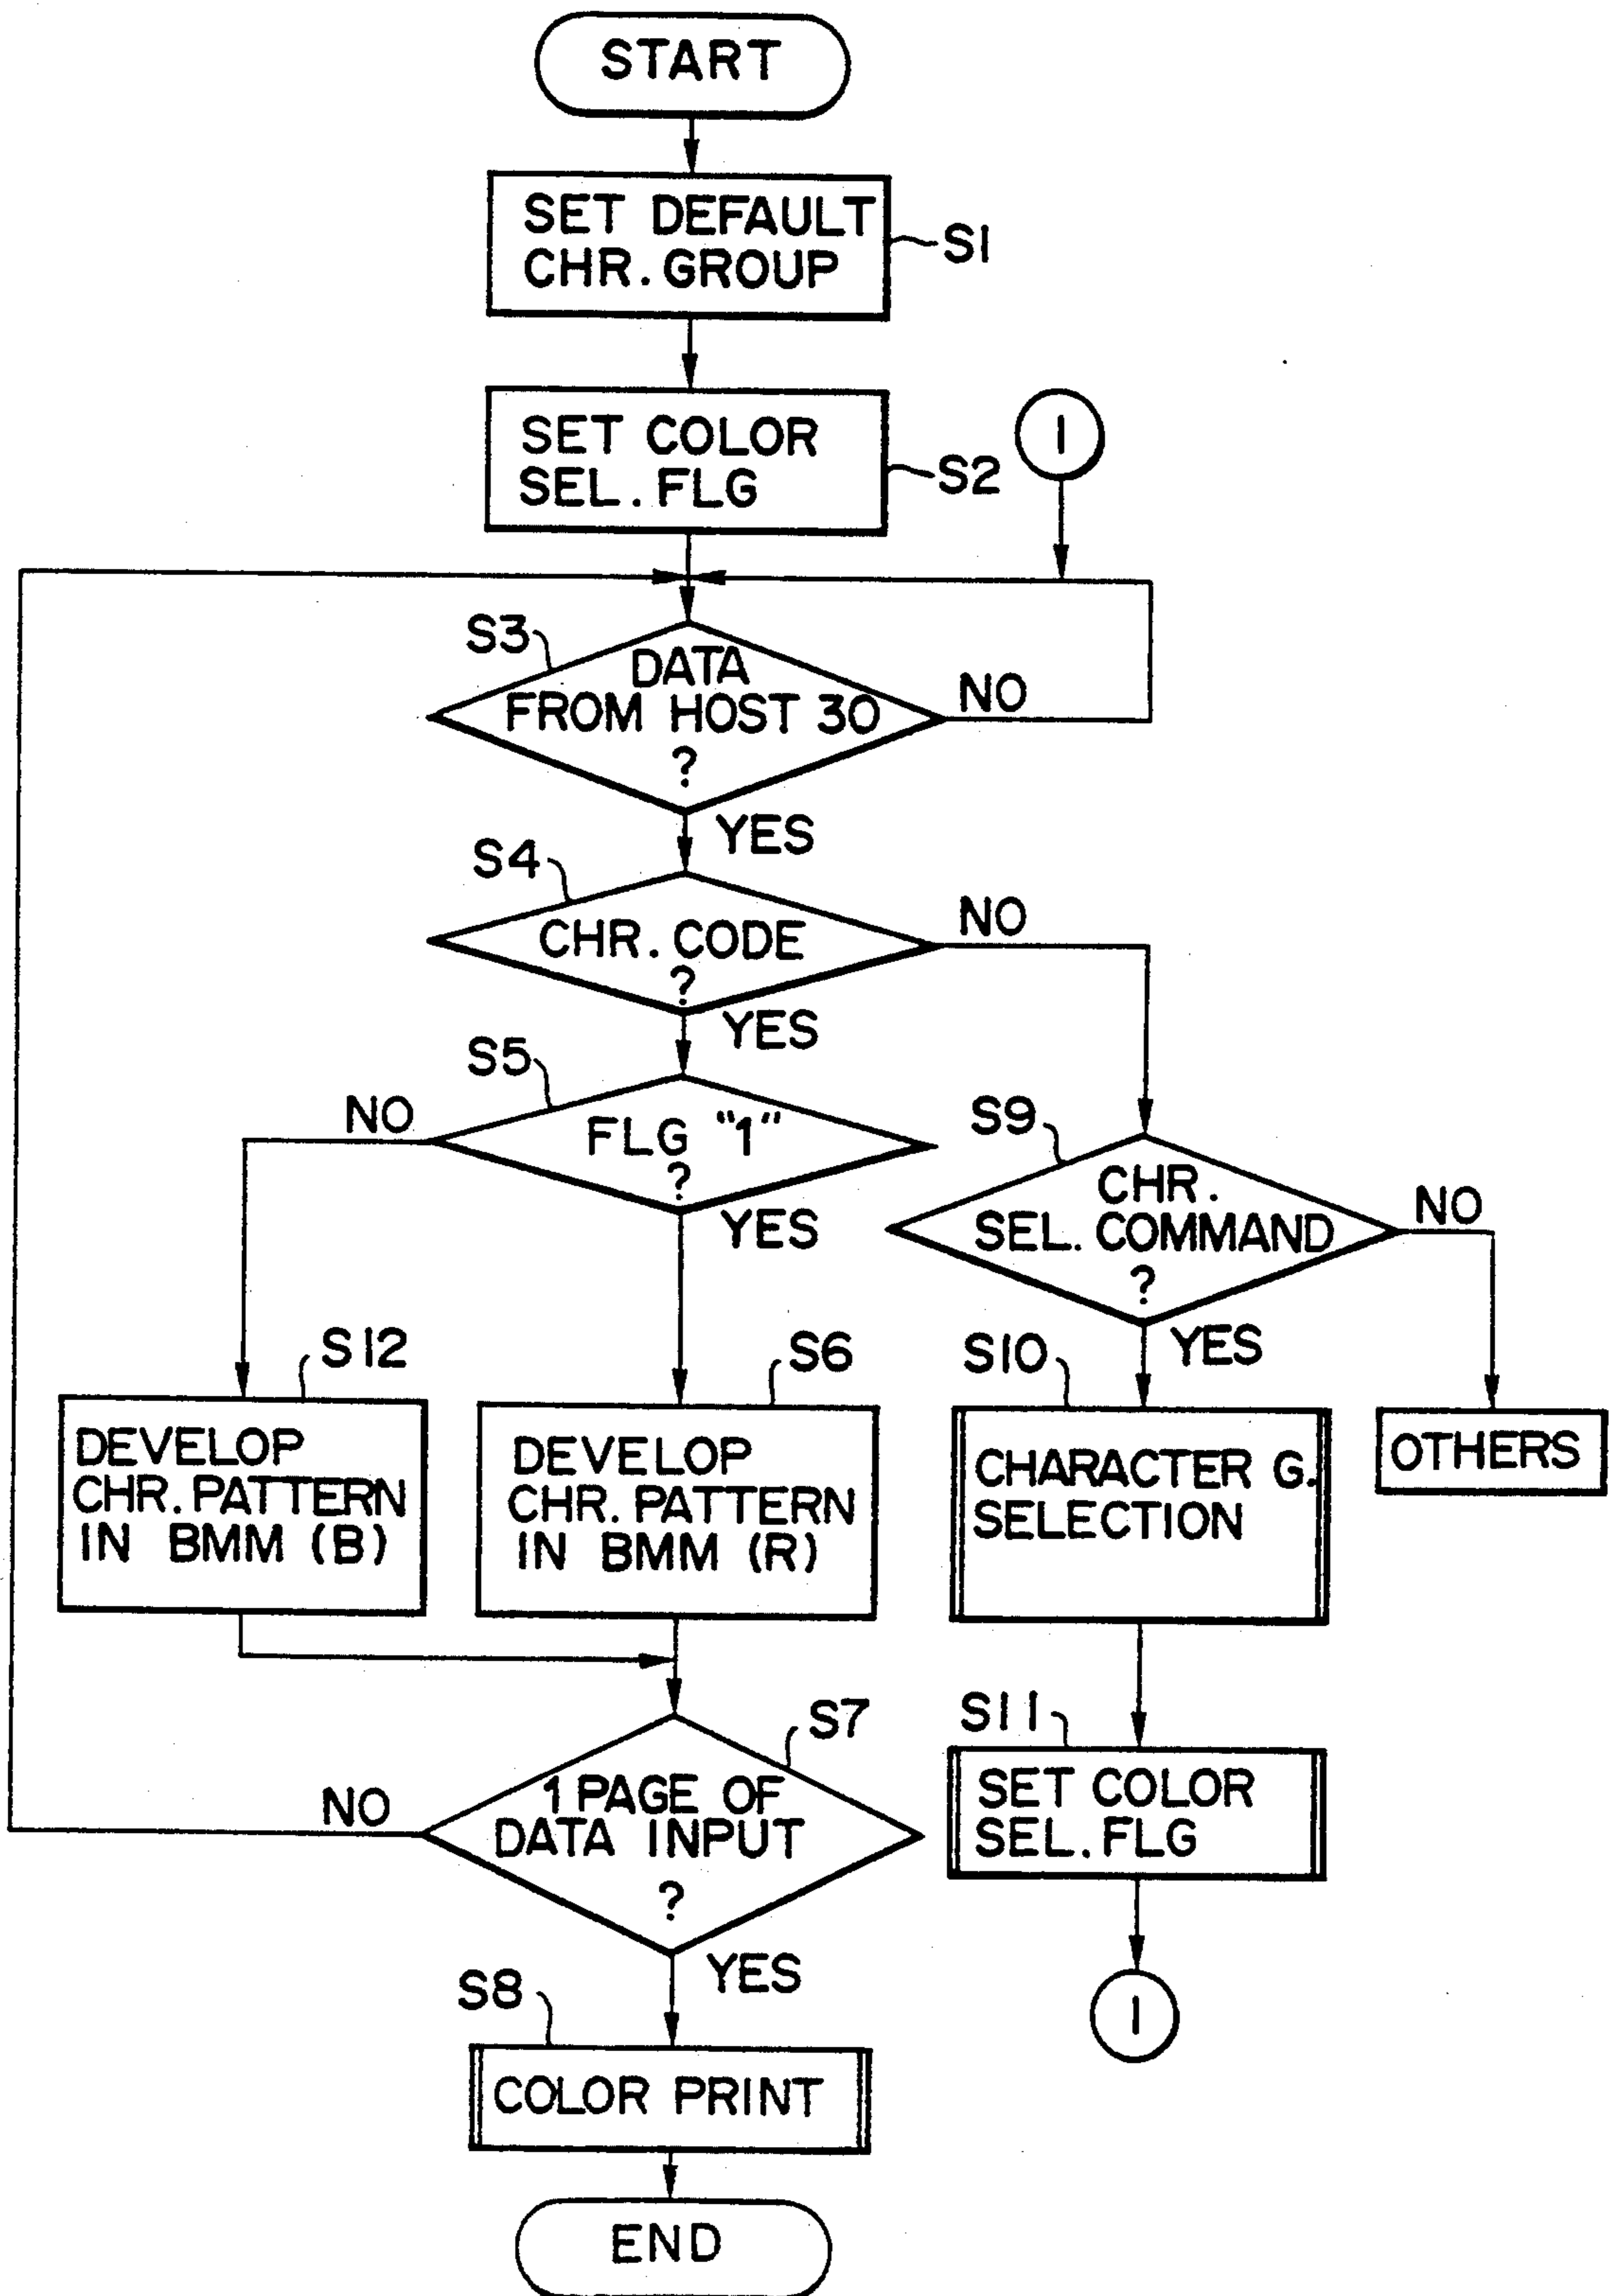 START
SET DEFAULT
CHR. GROUP
S1
SET COLOR
SEL. FLG
S2
1
S3
DATA
FROM HOST 30
?
NO
YES
S4
CHR. CODE
?
NO
YES
S5
FLG "1"
?
NO
YES
S9
CHR.
SEL. COMMAND
?
NO
YES
S12
DEVELOP
CHR. PATTERN
IN BMM (B)
S6
DEVELOP
CHR. PATTERN
IN BMM (R)
S10
CHARACTER G.
SELECTION
OTHERS
S7
1 PAGE OF
DATA INPUT
?
NO
YES
S11
SET COLOR
SEL. FLG
1
S8
COLOR PRINT
END